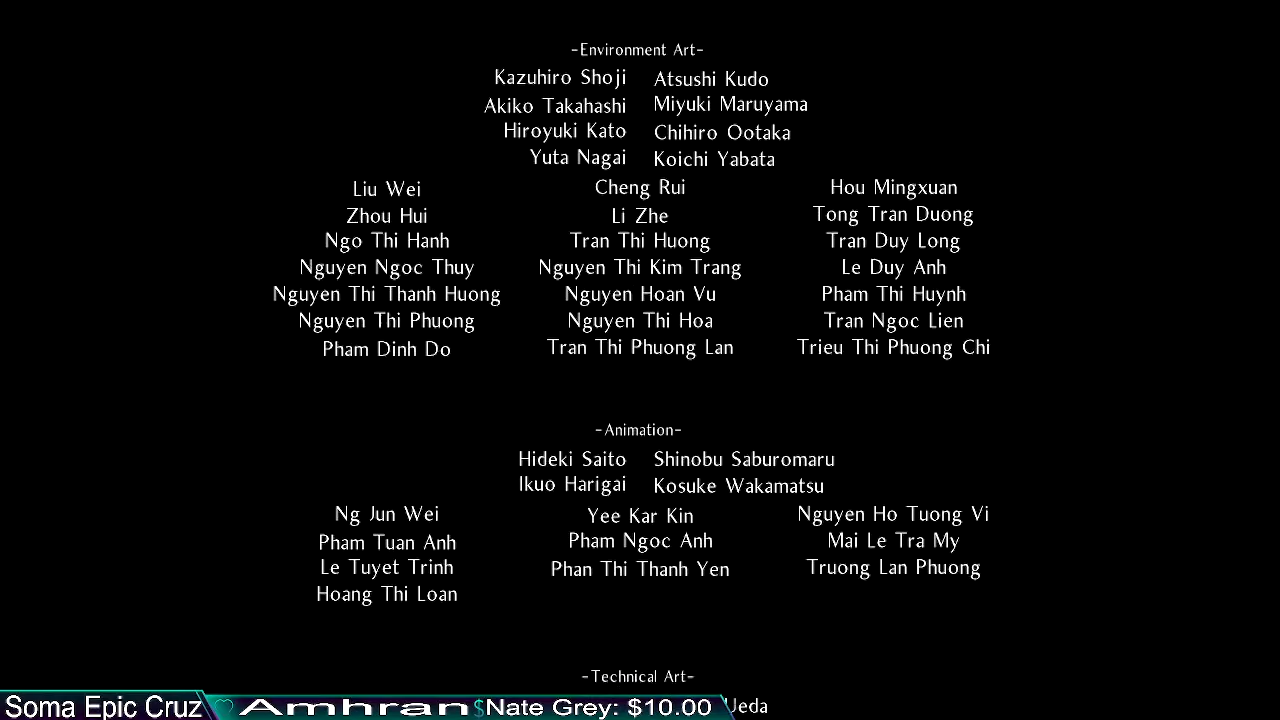 -Environment Art-
Kazuhiro Shoji Atsushi Kudo
Akiko Takahashi Miyuki Maruyama
Hiroyuki Kato Chihiro Ootaka
Yuta Nagai Koichi Yabata
Liu Wei Cheng Rui Hou Mingxuan
Zhou Hui Li Zhe Tong Tran Duong
Ngo Thi Hanh Tran Thi Huong Tran Duy Long
Nguyen Ngoc Thuy Nguyen Thi Kim Trang Le Duy Anh
Nguyen Thi Thanh Huong Nguyen Hoan Vu Pham Thi Huynh
Nguyen Thi Phuong Nguyen Thi Hoa Tran Ngoc Lien
Pham Dinh Do Tran Thi Phuong Lan Trieu Thi Phuong Chi
-Animation-
Hideki Saito Shinobu Saburomaru
Ikuo Harigai Kosuke Wakamatsu
Ng Jun Wei Yee Kar Kin Nguyen Ho Tuong Vi
Pham Tuan Anh Pham Ngoc Anh Mai Le Tra My
Le Tuyet Trinh Phan Thi Thanh Yen Truong Lan Phuong
Hoang Thi Loan
-Technical Art-
Soma Epic Cruz Amhran $Nate Grey: $10.00 Ueda